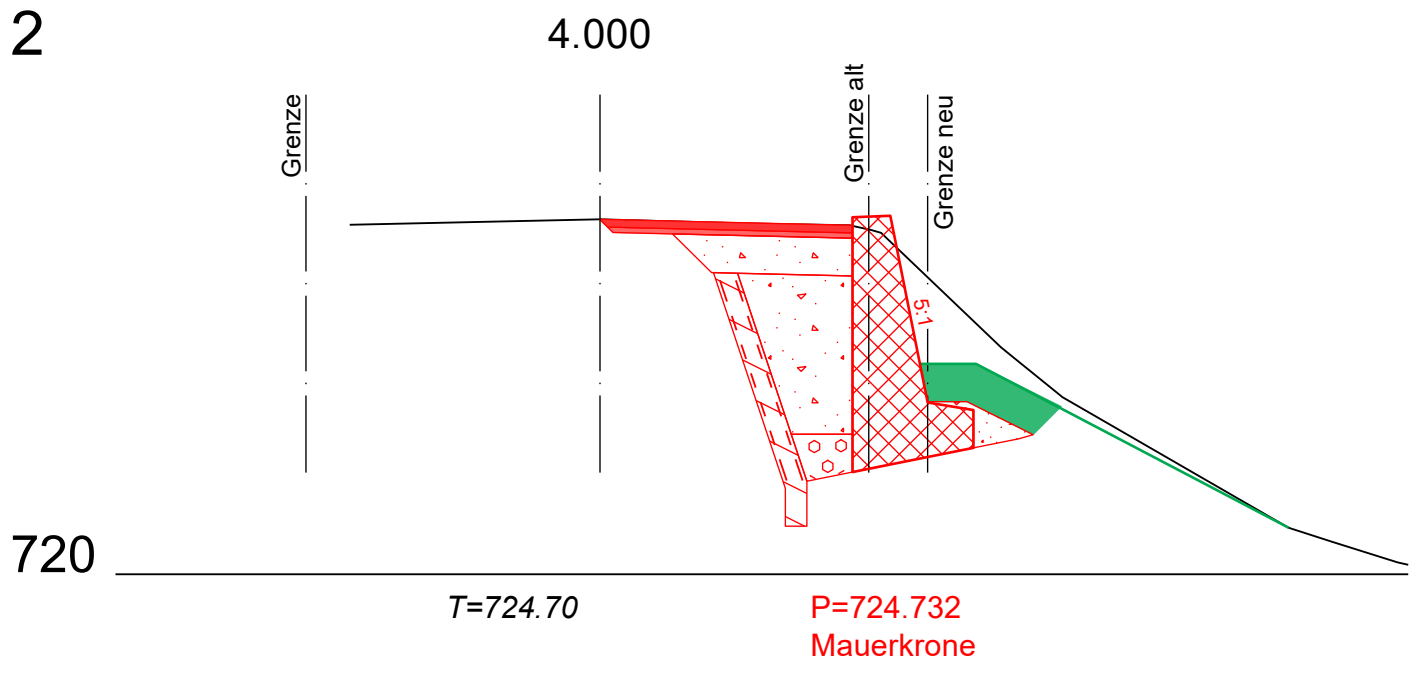 2
4.000
Grenze
Grenze alt
Grenze neu
5:1
720
T=724.70
P=724.732
Mauerkrone